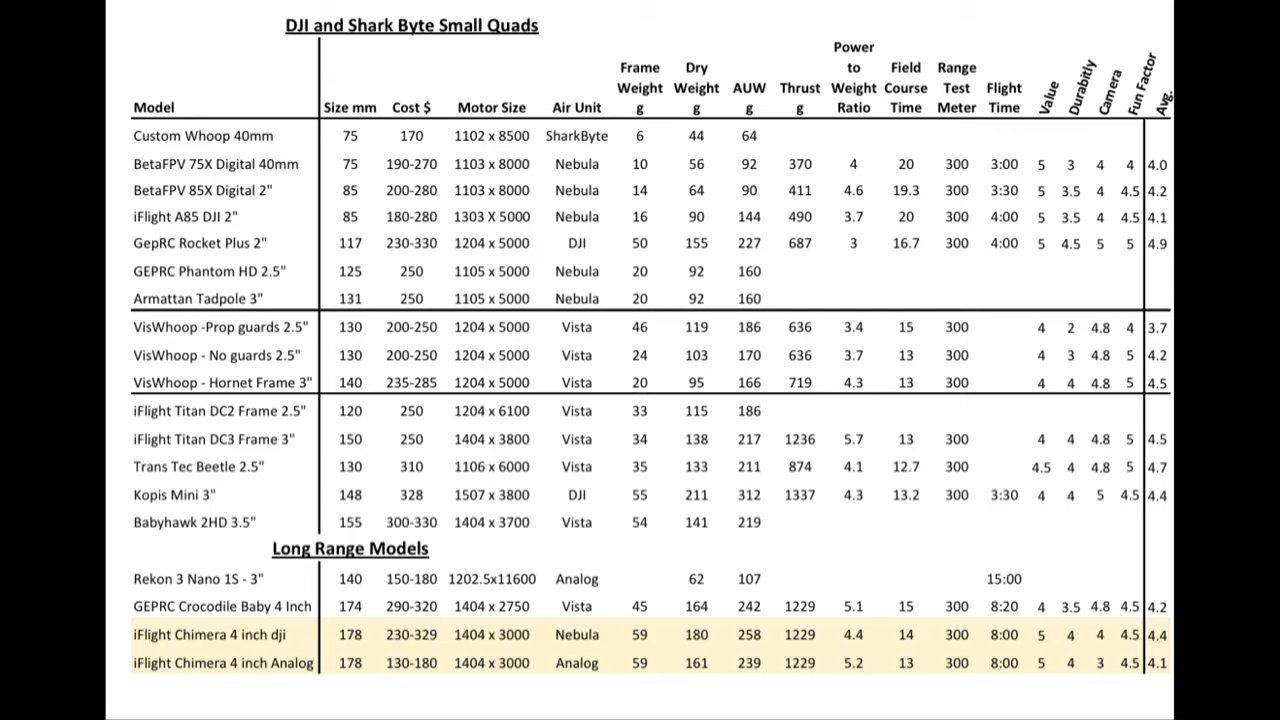 DJI and Shark Byte Small Quads
Model Size mm Cost $ Motor Size Air Unit Frame Weight g Dry Weight g AUW g Thrust g Power to Weight Ratio Field Course Time Range Test Meter Flight Time Value Durabitly Camera Fun Factor Avg.
Custom Whoop 40mm 75 170 1102 x 8500 SharkByte 6 44 64
BetaFPV 75X Digital 40mm 75 190-270 1103 x 8000 Nebula 10 56 92 370 4 20 300 3:00 5 3 4 4 4.0
BetaFPV 85X Digital 2" 85 200-280 1103 x 8000 Nebula 14 64 90 411 4.6 19.3 300 3:30 5 3.5 4 4.5 4.2
iFlight A85 DJI 2" 85 180-280 1303 X 5000 Nebula 16 90 144 490 3.7 20 300 4:00 5 3.5 4 4.5 4.1
GepRC Rocket Plus 2" 117 230-330 1204 x 5000 DJI 50 155 227 687 3 16.7 300 4:00 5 4.5 5 5 4.9
GEPRC Phantom HD 2.5" 125 250 1105 x 5000 Nebula 20 92 160
Armattan Tadpole 3" 131 250 1105 x 5000 Nebula 20 92 160
VisWhoop -Prop guards 2.5" 130 200-250 1204 x 5000 Vista 46 119 186 636 3.4 15 300 4 2 4.8 4 3.7
VisWhoop - No guards 2.5" 130 200-250 1204 x 5000 Vista 24 103 170 636 3.7 13 300 4 3 4.8 5 4.2
VisWhoop - Hornet Frame 3" 140 235-285 1204 x 5000 Vista 20 95 166 719 4.3 13 300 4 4 4.8 5 4.5
iFlight Titan DC2 Frame 2.5" 120 250 1204 x 6100 Vista 33 115 186
iFlight Titan DC3 Frame 3" 150 250 1404 x 3800 Vista 34 138 217 1236 5.7 13 300 4 4 4.8 5 4.5
Trans Tec Beetle 2.5" 130 310 1106 x 6000 Vista 35 133 211 874 4.1 12.7 300 4.5 4 4.8 5 4.7
Kopis Mini 3" 148 328 1507 x 3800 DJI 55 211 312 1337 4.3 13.2 300 3:30 4 4 5 4.5 4.4
Babyhawk 2HD 3.5" 155 300-330 1404 x 3700 Vista 54 141 219
Long Range Models
Rekon 3 Nano 1S - 3" 140 150-180 1202.5x11600 Analog 62 107 15:00
GEPRC Crocodile Baby 4 Inch 174 290-320 1404 x 2750 Vista 45 164 242 1229 5.1 15 300 8:20 4 3.5 4.8 4.5 4.2
iFlight Chimera 4 inch dji 178 230-329 1404 x 3000 Nebula 59 180 258 1229 4.4 14 300 8:00 5 4 4 4.5 4.4
iFlight Chimera 4 inch Analog 178 130-180 1404 x 3000 Analog 59 161 239 1229 5.2 13 300 8:00 5 4 3 4.5 4.1